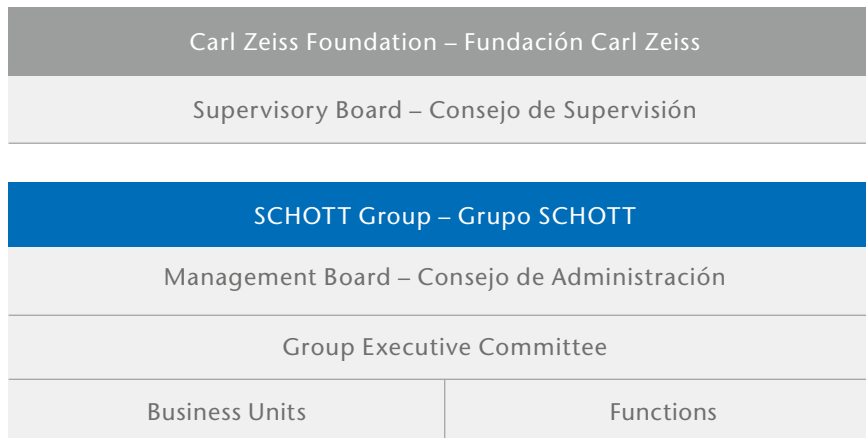 Carl Zeiss Foundation – Fundación Carl Zeiss
Supervisory Board – Consejo de Supervisión
SCHOTT Group – Grupo SCHOTT
Management Board – Consejo de Administración
Group Executive Committee
Business Units
Functions